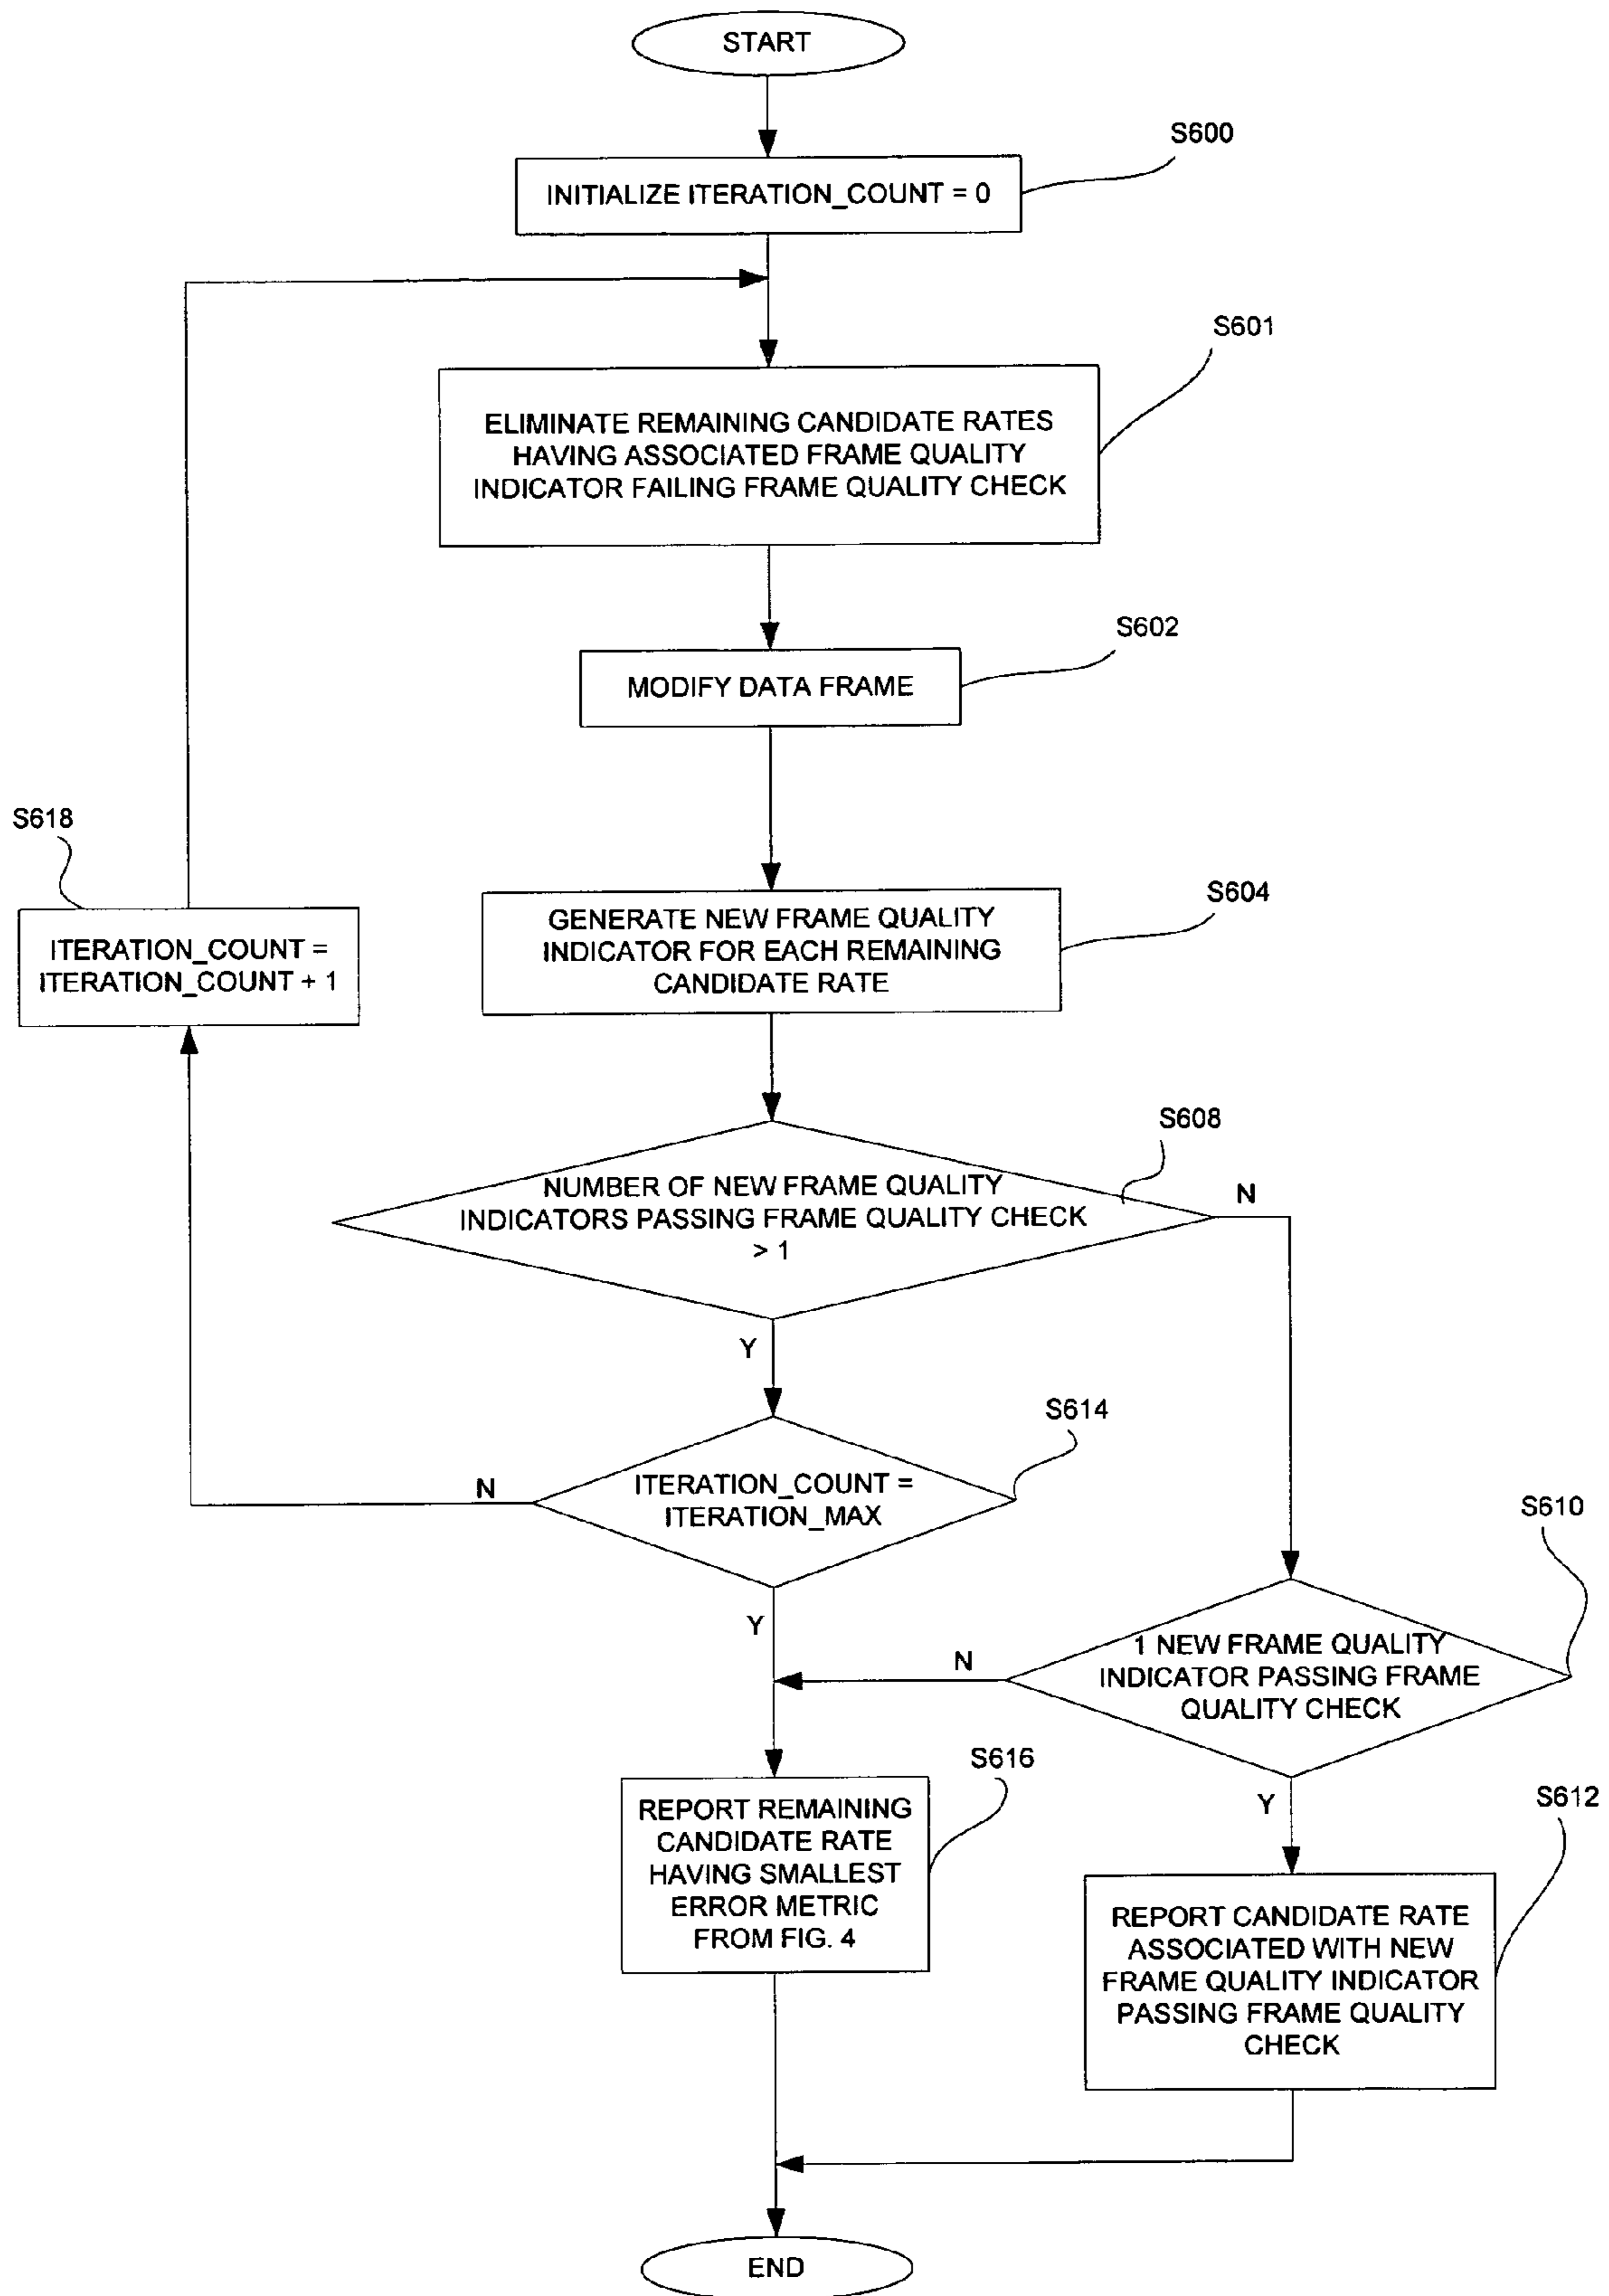 START
S600
INITIALIZE ITERATION_COUNT = 0
S601
ELIMINATE REMAINING CANDIDATE RATES
HAVING ASSOCIATED FRAME QUALITY
INDICATOR FAILING FRAME QUALITY CHECK
S602
MODIFY DATA FRAME
S618
ITERATION_COUNT =
ITERATION_COUNT + 1
S604
GENERATE NEW FRAME QUALITY
INDICATOR FOR EACH REMAINING
CANDIDATE RATE
S608
NUMBER OF NEW FRAME QUALITY
INDICATORS PASSING FRAME QUALITY CHECK
> 1
N
Y
S614
ITERATION_COUNT =
ITERATION_MAX
N
Y
S610
1 NEW FRAME QUALITY
INDICATOR PASSING FRAME
QUALITY CHECK
N
Y
S616
REPORT REMAINING
CANDIDATE RATE
HAVING SMALLEST
ERROR METRIC
FROM FIG. 4
S612
REPORT CANDIDATE RATE
ASSOCIATED WITH NEW
FRAME QUALITY INDICATOR
PASSING FRAME QUALITY
CHECK
END